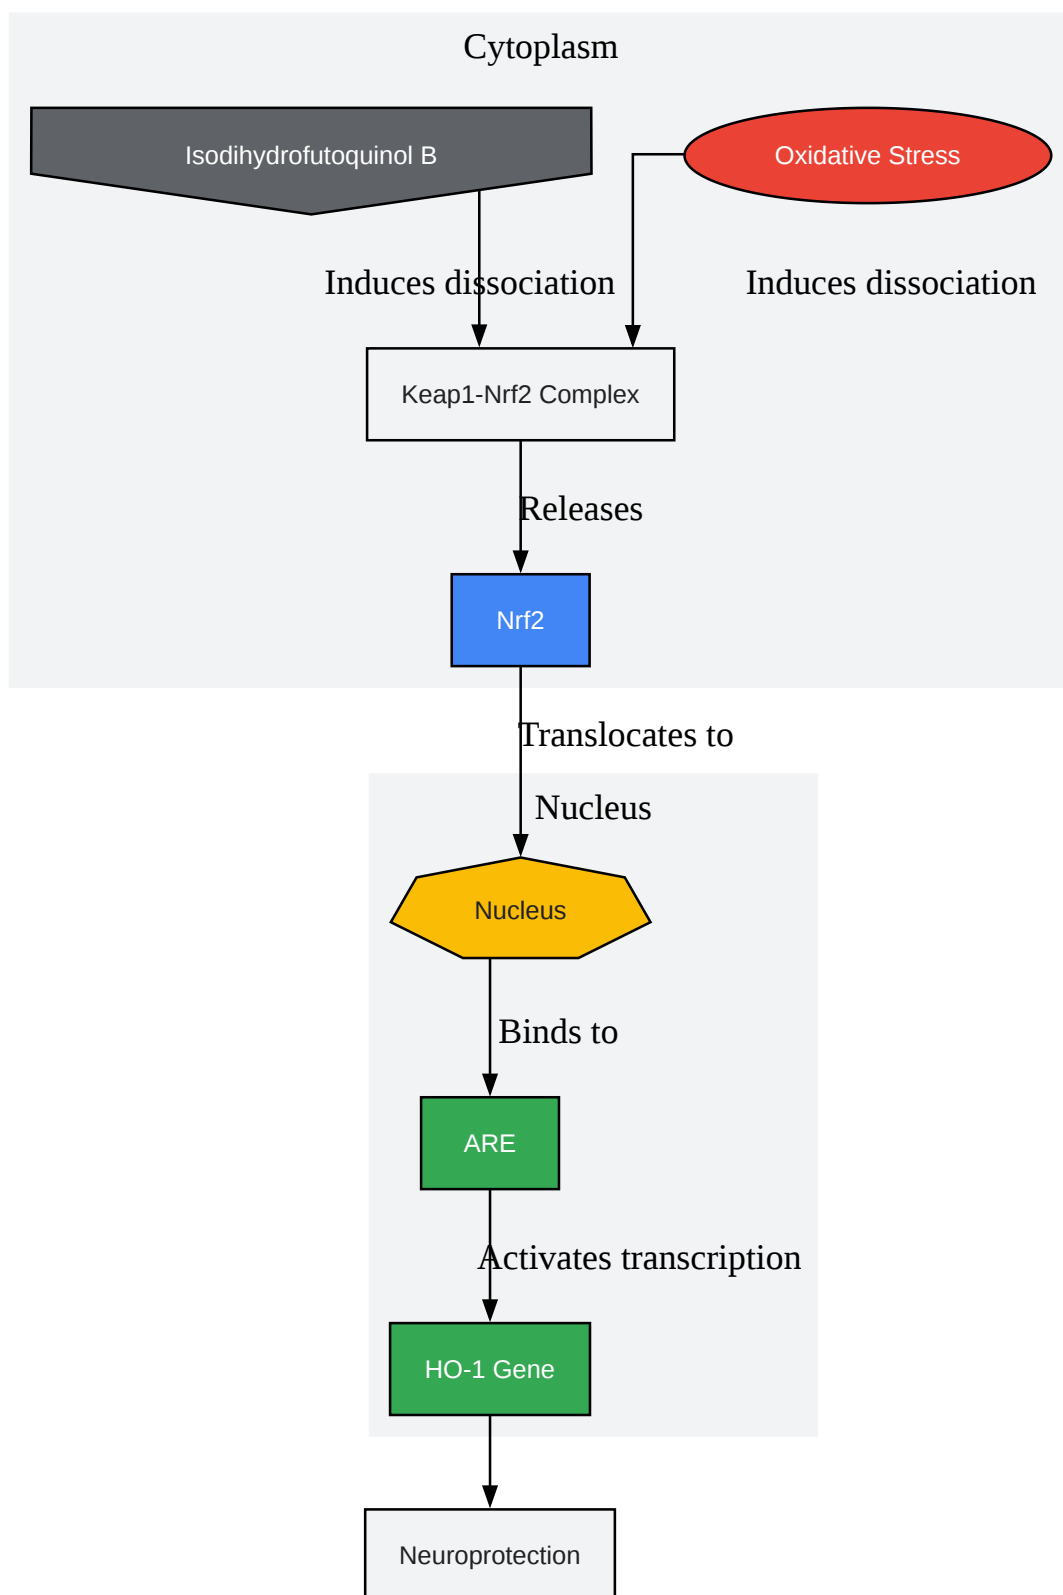 Cytoplasm
Isodihydrofutoquinol B
Oxidative Stress
Induces dissociation
Induces dissociation
Keap1-Nrf2 Complex
Releases
Nrf2
Translocates to
Nucleus
Nucleus
Binds to
ARE
Activates transcription
HO-1 Gene
Neuroprotection